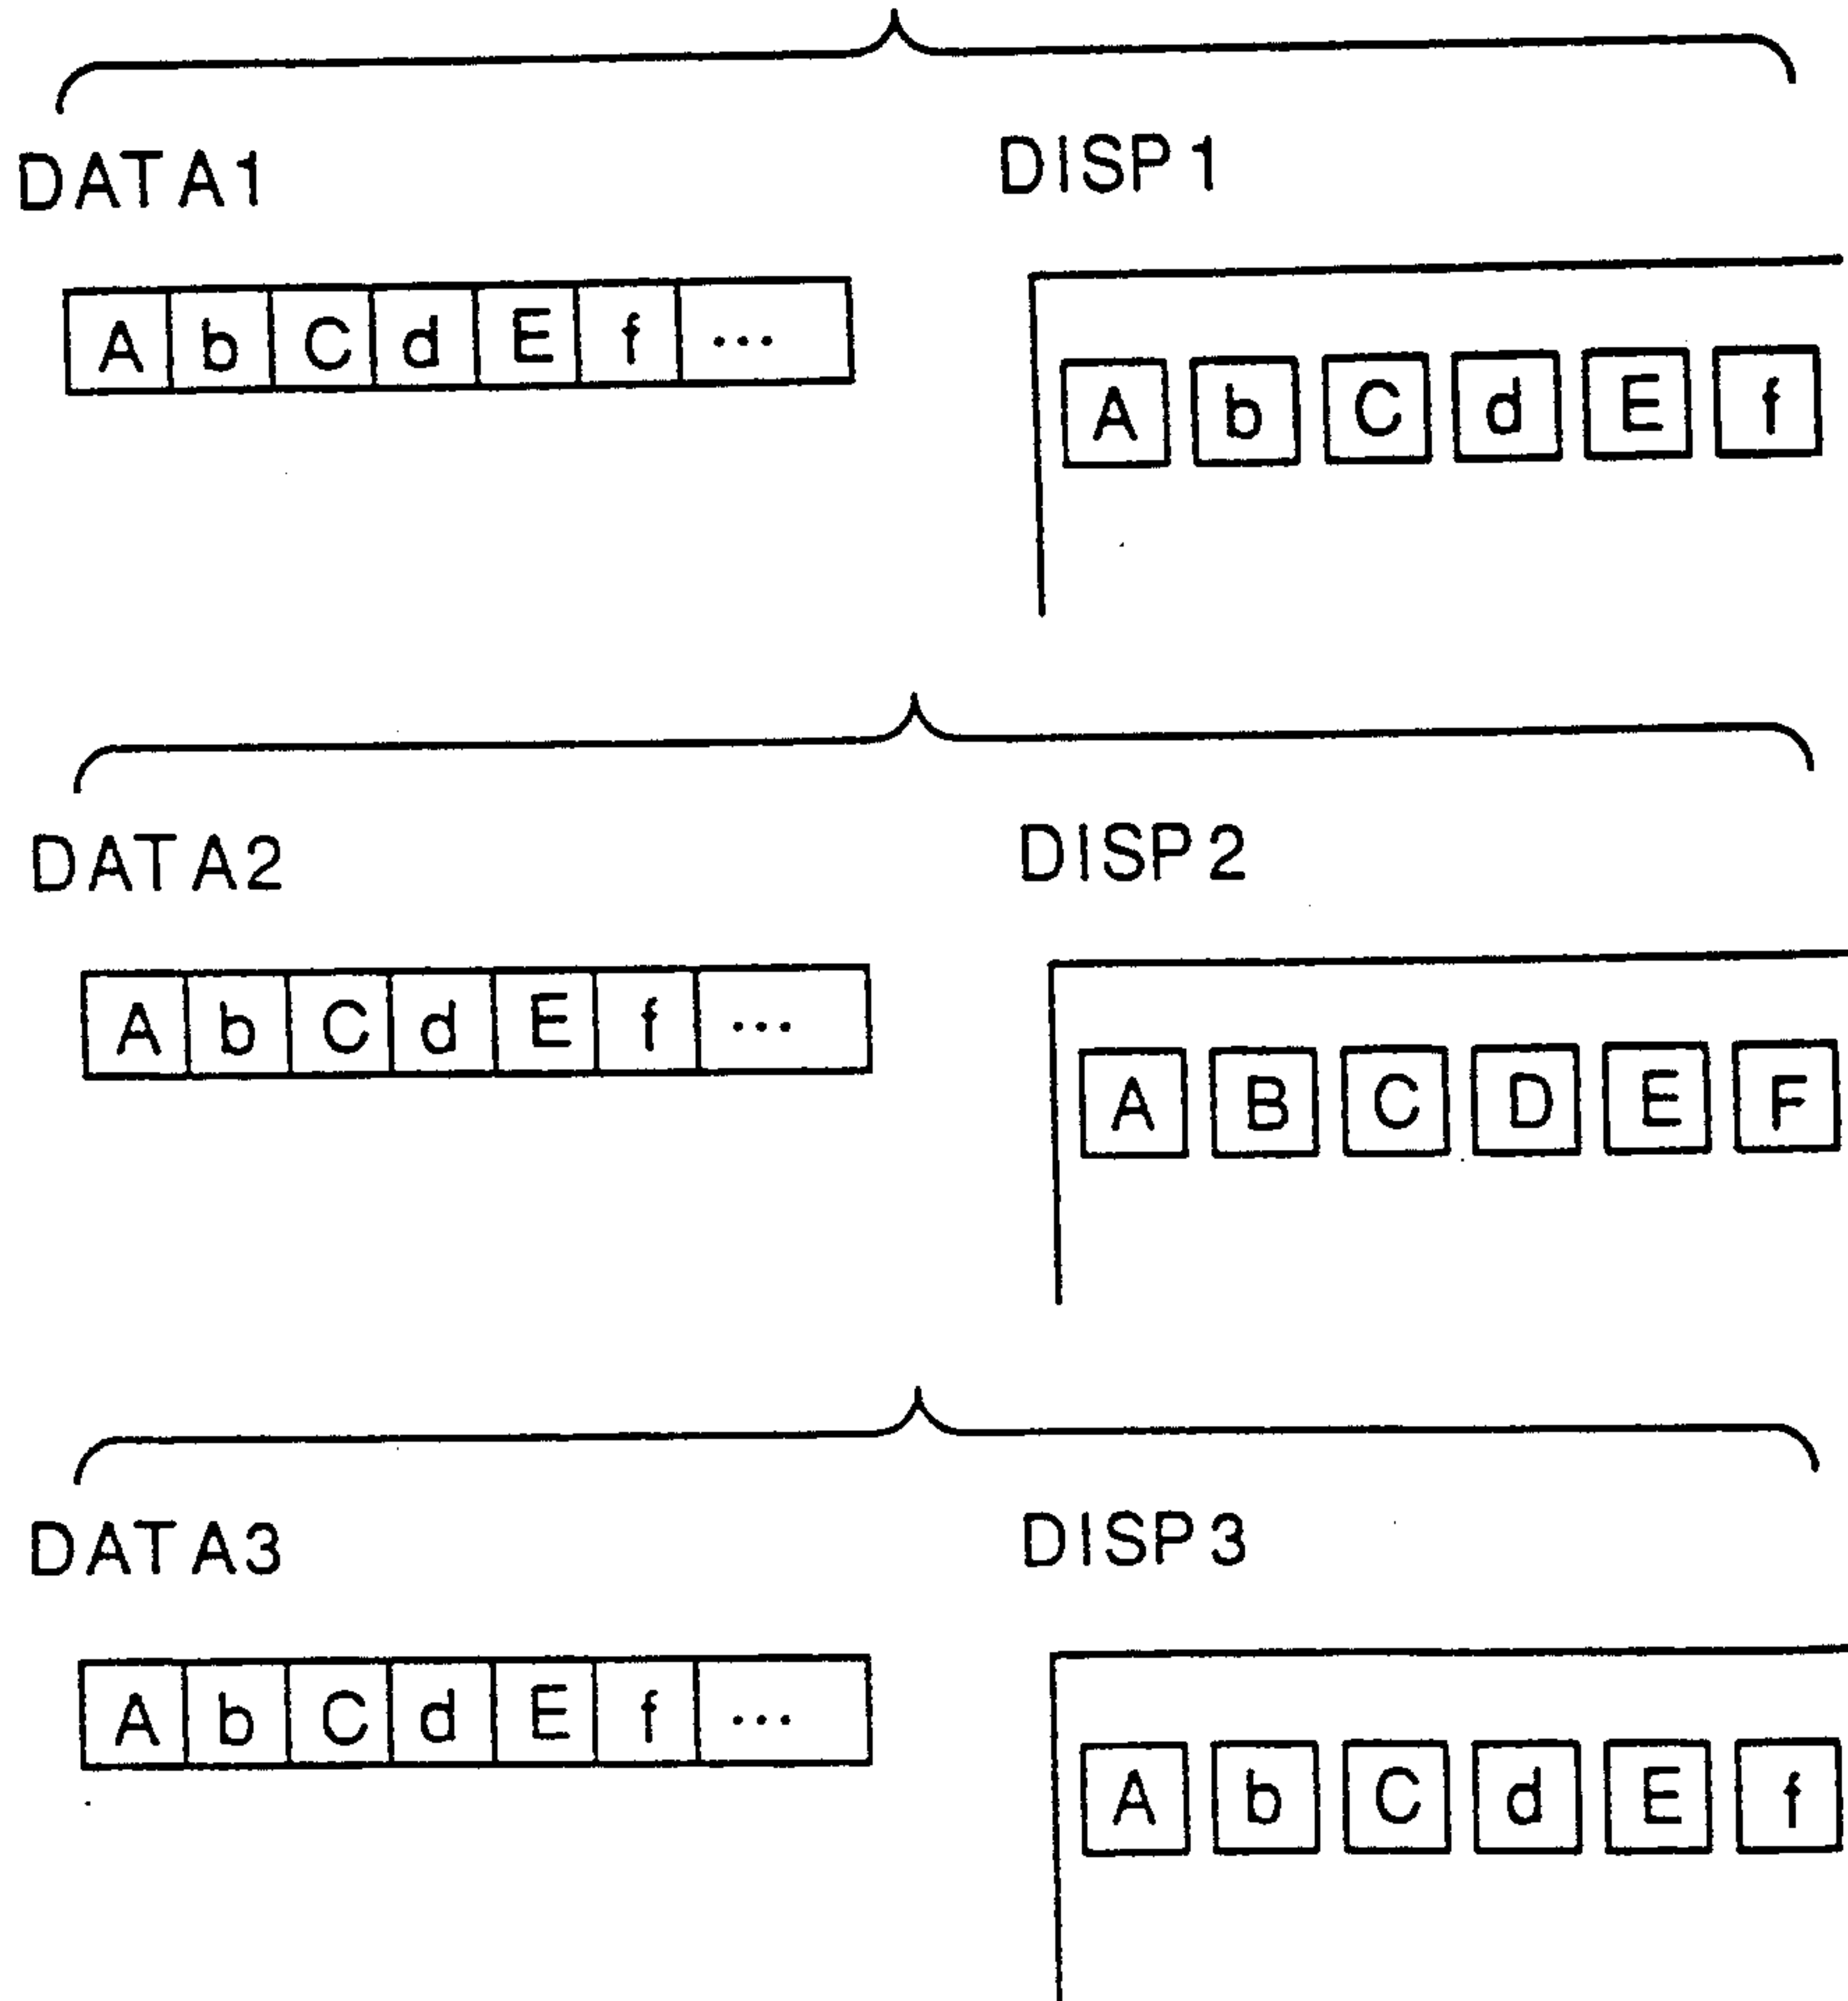 DATA1 DISP1
A b C d E f ...
A b C d E f
DATA2 DISP2
A b C d E f ...
A B C D E F
DATA3 DISP3
A b C d E f ...
A b C d E f